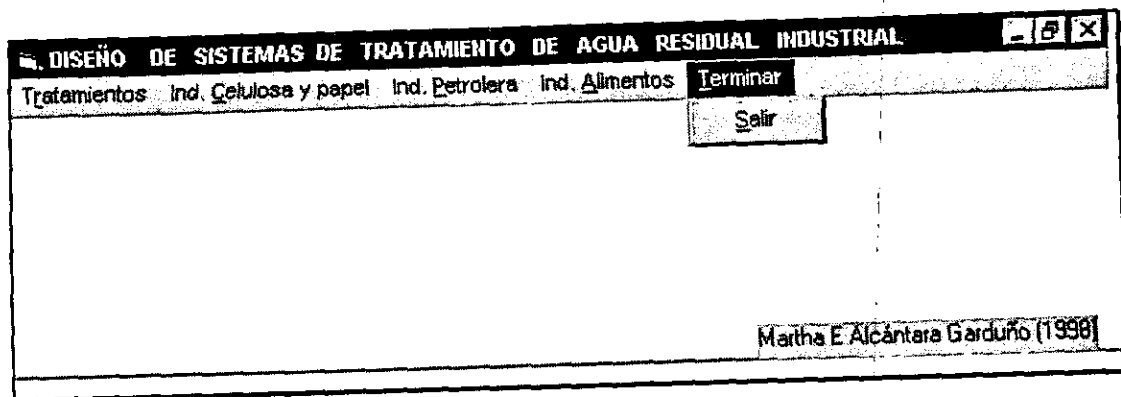 DISEÑO DE SISTEMAS DE TRATAMIENTO DE AGUA RESIDUAL INDUSTRIAL
Tratamientos Ind. Celulosa y papel Ind. Petrolera Ind. Alimentos Terminar
Salir
Martha E Alcántara Garduño (1998)